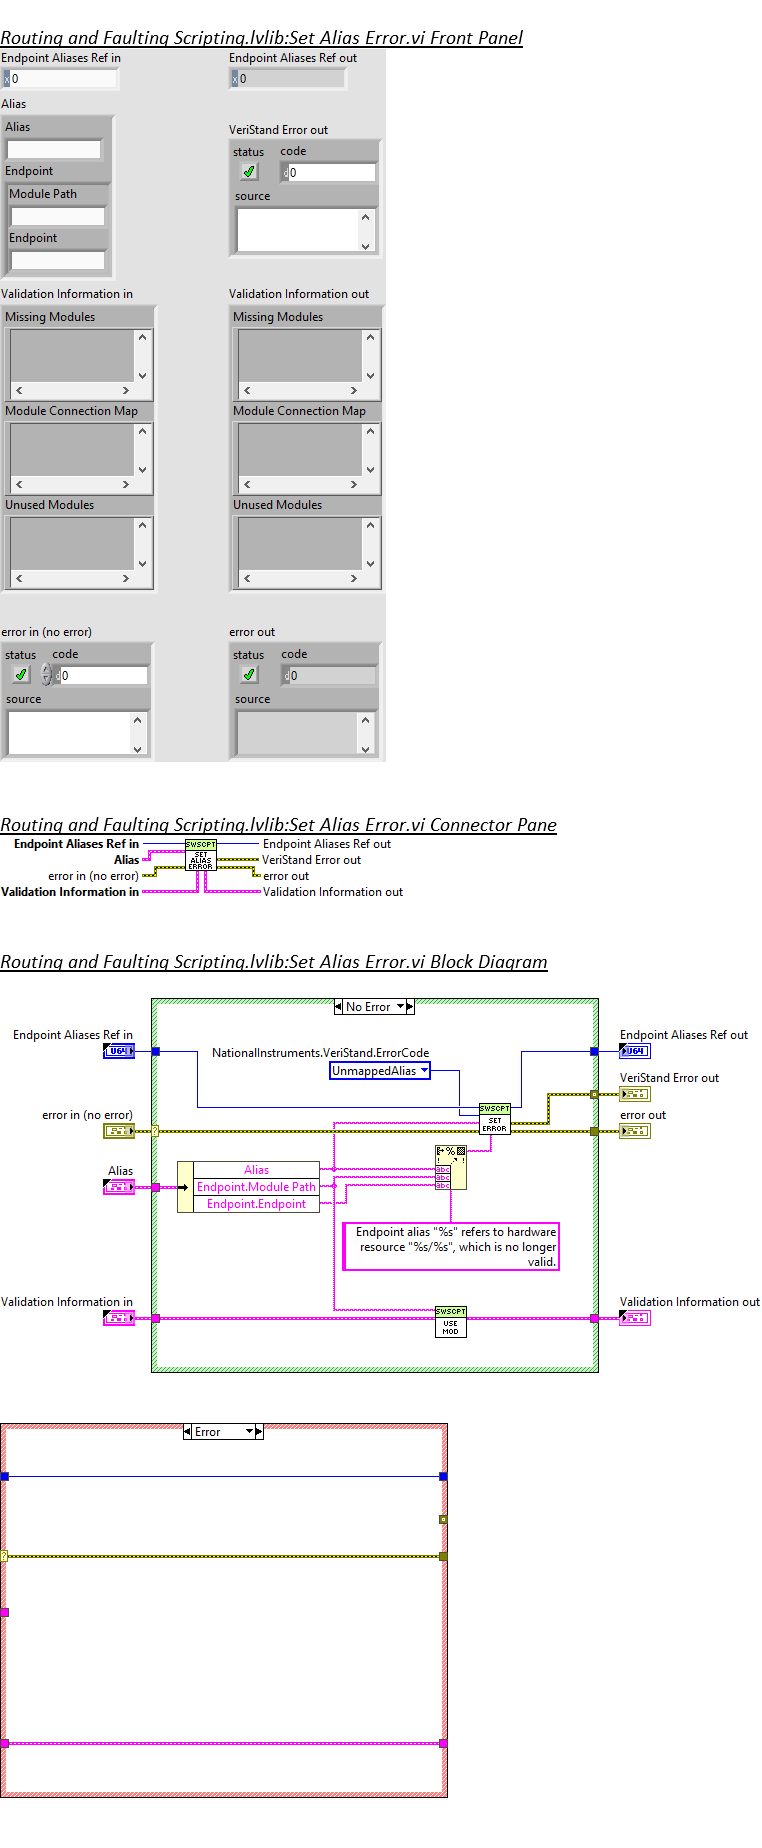 Routing and Faulting Scripting.lvlib:Set Alias Error.vi Front Panel
Endpoint Aliases Ref in
Endpoint Aliases Ref out
x 0
x 0
Alias
Alias
Endpoint
Module Path
Endpoint
VeriStand Error out
status code
d 0
source
Validation Information in
Validation Information out
Missing Modules
Missing Modules
Module Connection Map
Module Connection Map
Unused Modules
Unused Modules
error in (no error)
error out
status code
status code
d 0
d 0
source
source
Routing and Faulting Scripting.lvlib:Set Alias Error.vi Connector Pane
Endpoint Aliases Ref in
Alias
error in (no error)
Validation Information in
SWSCPT
SET
ALIAS
ERROR
Endpoint Aliases Ref out
VeriStand Error out
error out
Validation Information out
Routing and Faulting Scripting.lvlib:Set Alias Error.vi Block Diagram
No Error
Endpoint Aliases Ref in
U64
Endpoint Aliases Ref out
U64
NationalInstruments.VeriStand.ErrorCode
UnmappedAlias
VeriStand Error out
error in (no error)
error out
SWSCPT
SET
ERROR
Alias
Alias
Endpoint.Module Path
Endpoint.Endpoint
%
abc
abc
abc
Endpoint alias "%s" refers to hardware
resource "%s/%s", which is no longer
valid.
Validation Information in
Validation Information out
SWSCPT
USE
MOD
?
Error
?